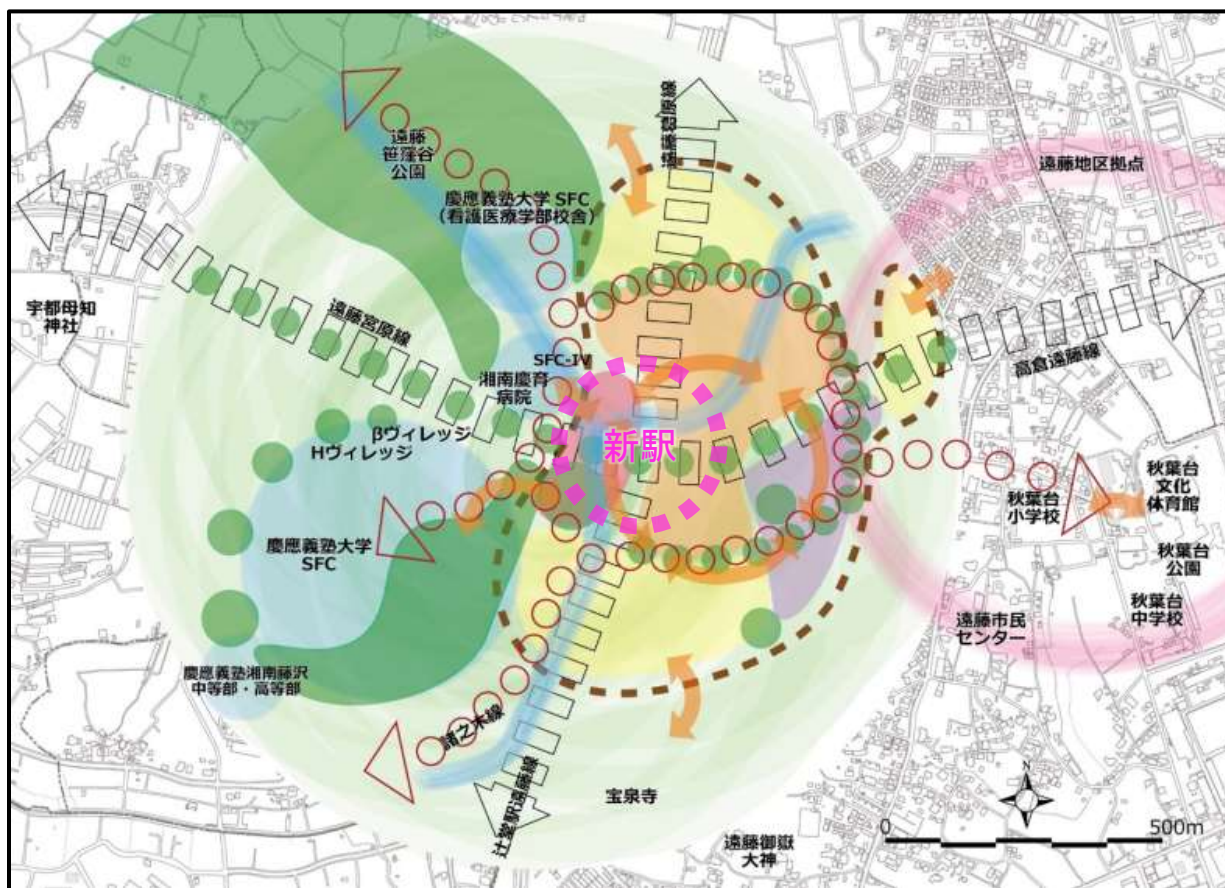 遠藤
笹窪谷
公園
慶應義塾大学 SFC
（看護医療学部校舎）
遠藤葛原線
遠藤地区拠点
宇都母知
神社
遠藤宮原線
SFC-IV
湘南慶育
病院
高倉遠藤線
βヴィレッジ
Hヴィレッジ
新駅
慶應義塾大学
SFC
秋葉台
小学校
秋葉台
文化
体育館
秋葉台
公園
秋葉台
中学校
遠藤市民
センター
慶應義塾湘南藤沢
中等部・高等部
諸之木線
辻堂駅遠藤線
宝泉寺
遠藤御嶽
大神
N
0
500m